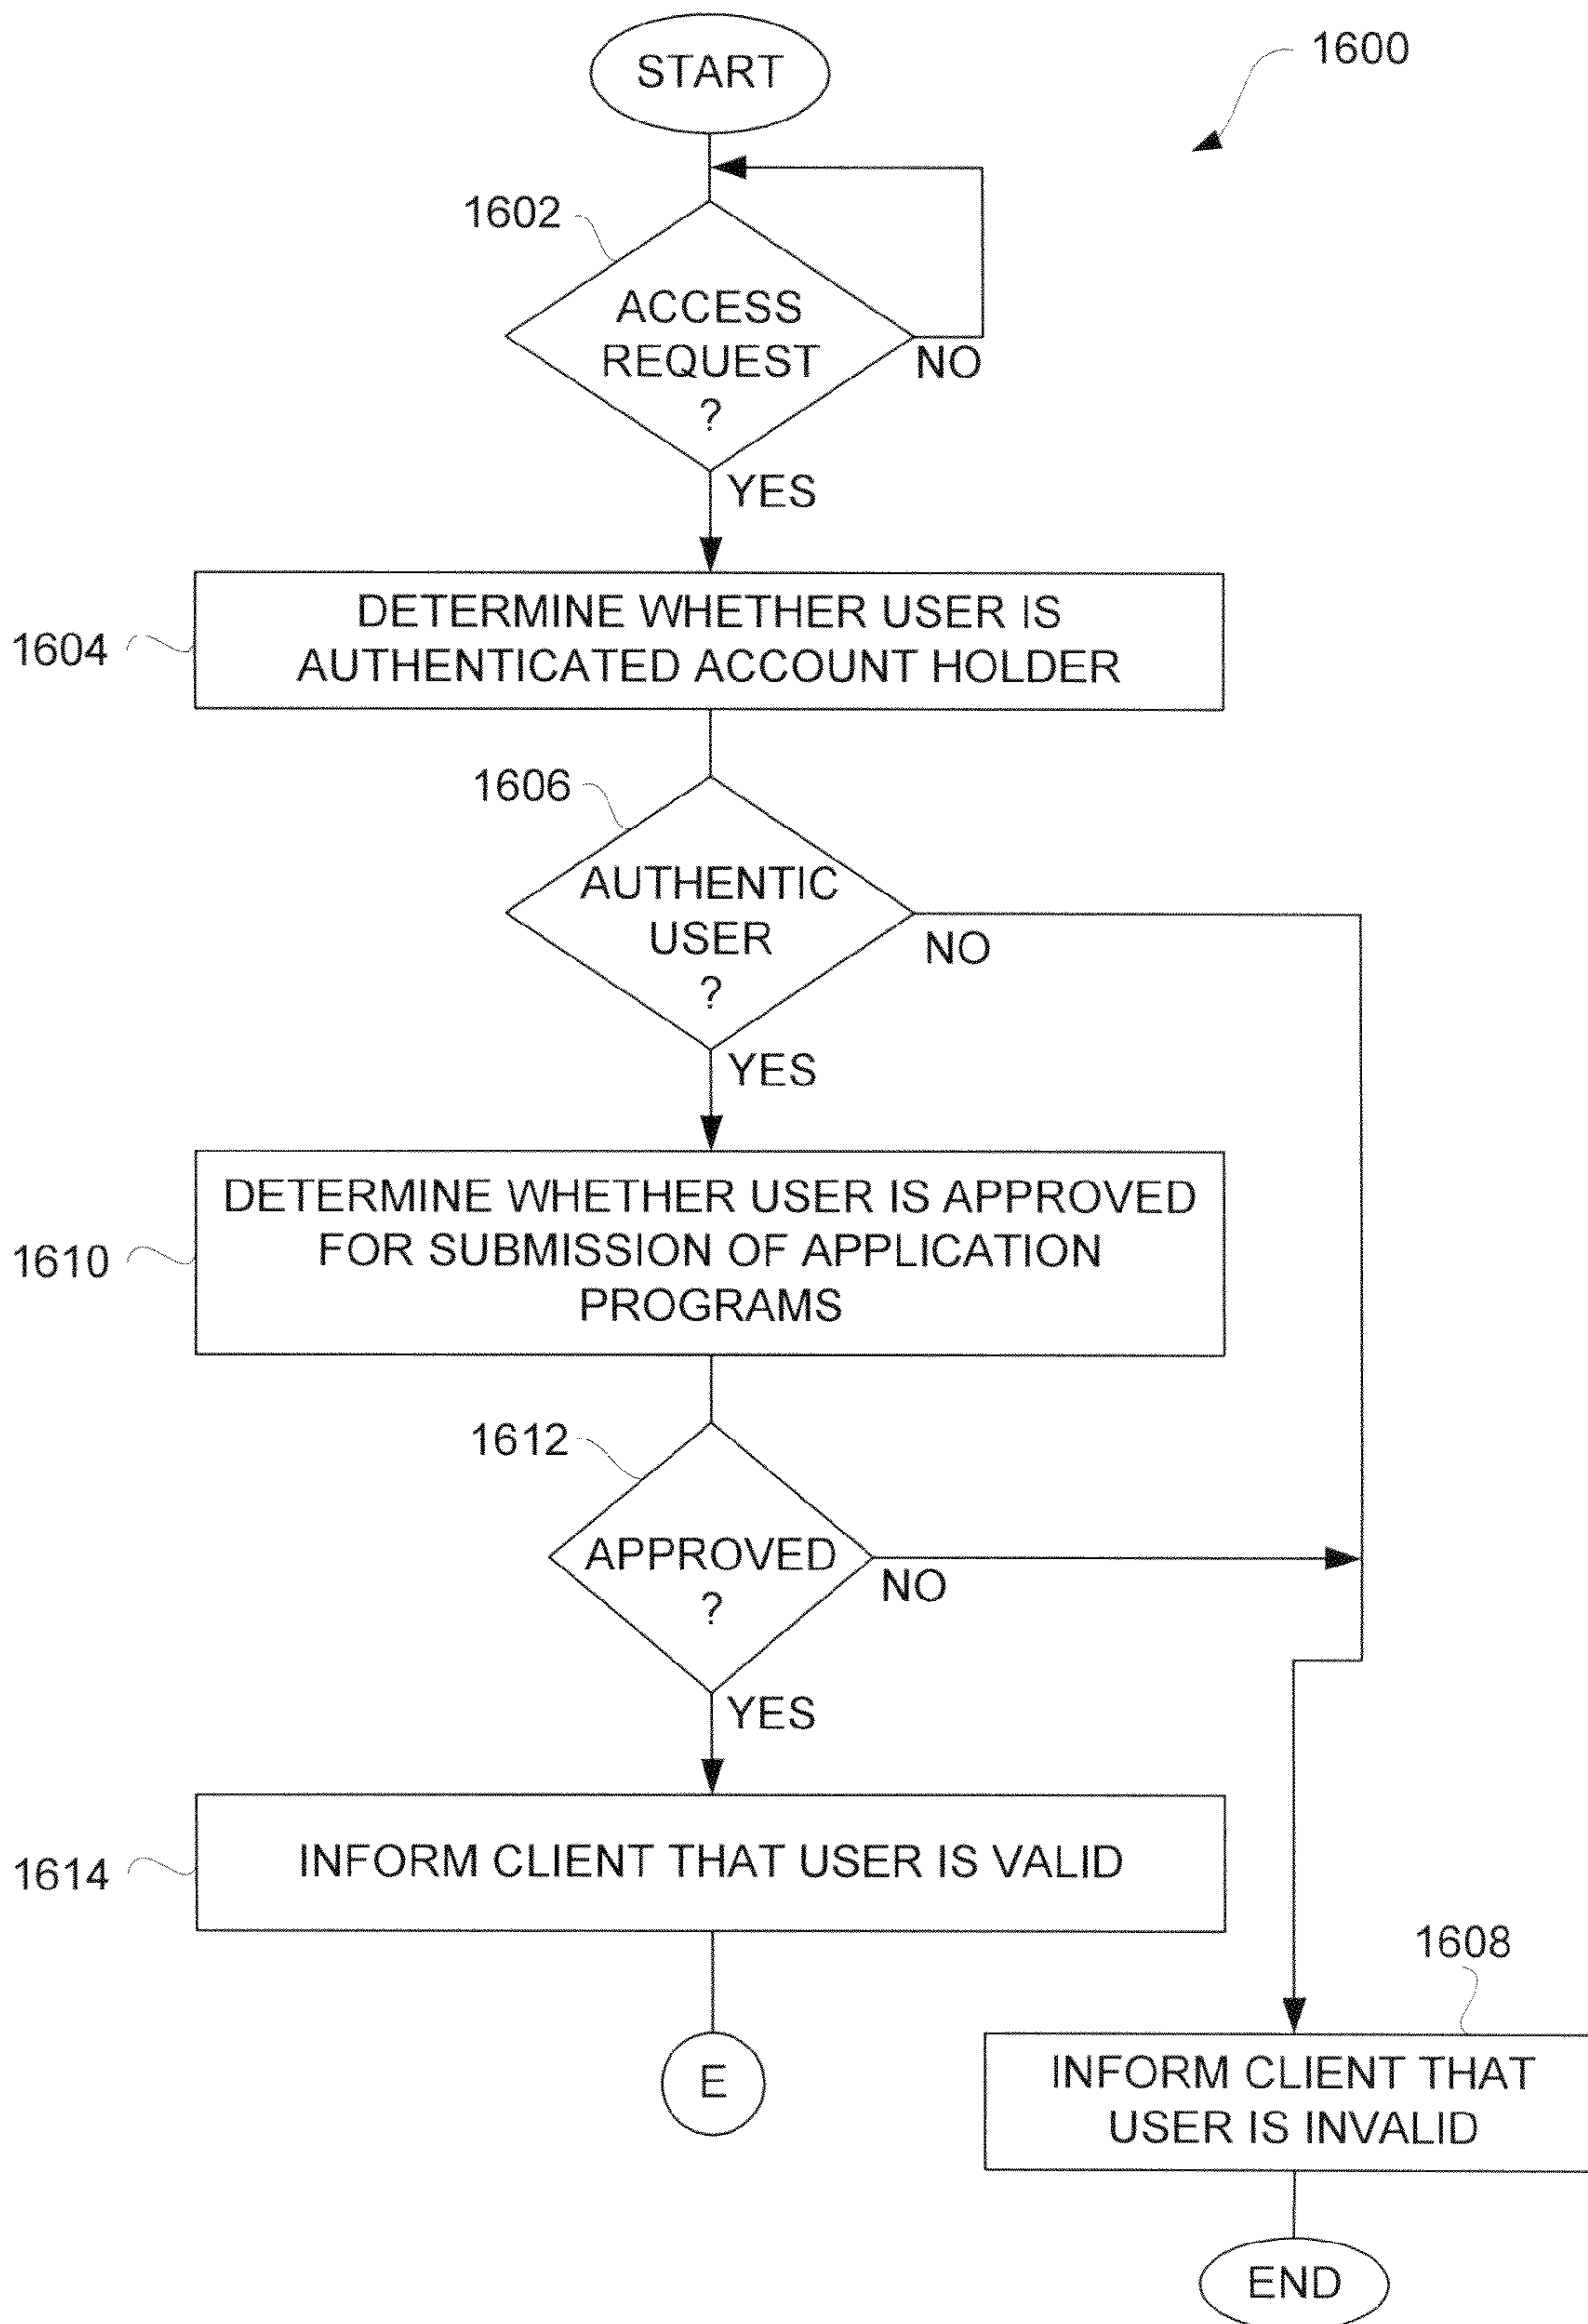 START
1600
1602
ACCESS
REQUEST
?
NO
YES
1604
DETERMINE WHETHER USER IS
AUTHENTICATED ACCOUNT HOLDER
1606
AUTHENTIC
USER
?
NO
YES
1610
DETERMINE WHETHER USER IS APPROVED
FOR SUBMISSION OF APPLICATION
PROGRAMS
1612
APPROVED
?
NO
YES
1614
INFORM CLIENT THAT USER IS VALID
E
1608
INFORM CLIENT THAT
USER IS INVALID
END